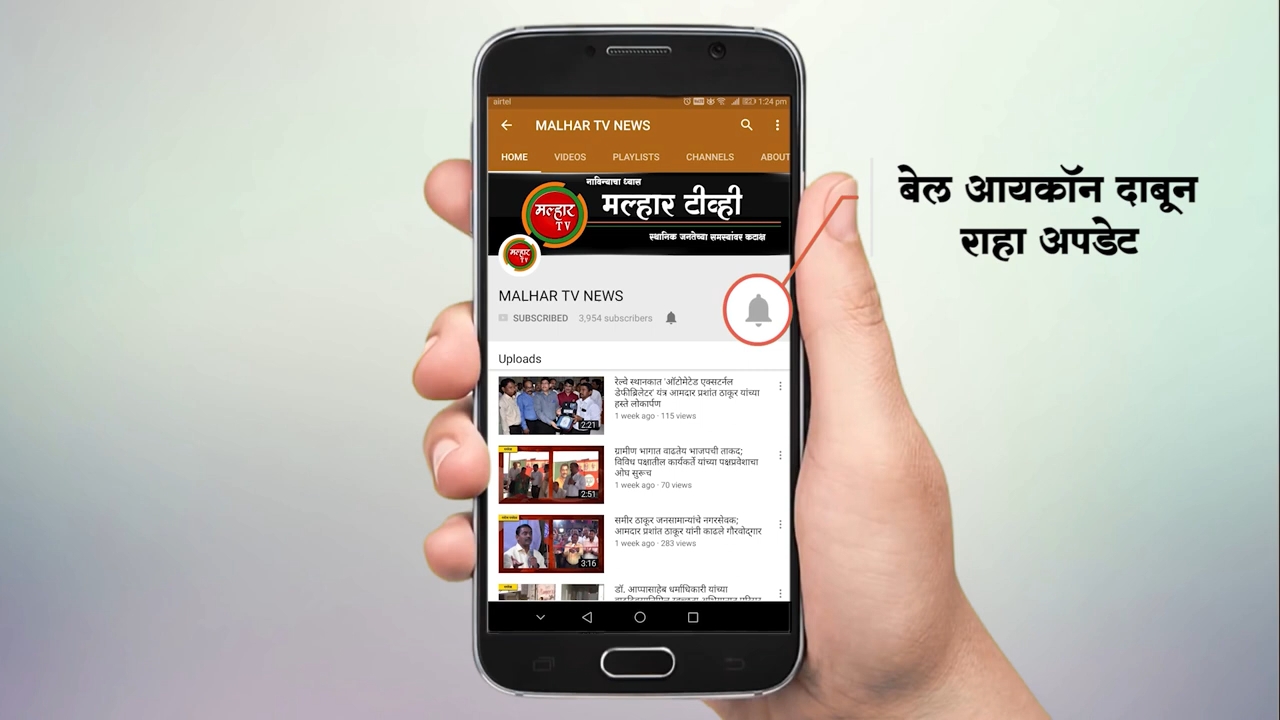 airtel 1:24 pm
MALHAR TV NEWS
HOME VIDEOS PLAYLISTS CHANNELS ABOUT
नाविन्याचा ध्यास
मल्हार टीव्ही
मल्हार
TV
स्थानिक जनतेच्या समस्यांवर कटाक्ष
मल्हार
TV
MALHAR TV NEWS
SUBSCRIBED 3,954 subscribers
बेल आयकॉन दाबून
राहा अपडेट
Uploads
रेल्वे स्थानकात 'ऑटोमेटेड एक्सटर्नल
डेफीब्रिलेटर' यंत्र आमदार प्रशांत ठाकूर यांच्या
हस्ते लोकार्पण
1 week ago · 115 views
2:21
ग्रामीण भागात वाढतेय भाजपची ताकद;
विविध पक्षातील कार्यकर्ते यांच्या पक्षप्रवेशाचा
ओघ सुरूच
1 week ago · 70 views
2:51
समीर ठाकूर जनसामान्यांचे नगरसेवक;
आमदार प्रशांत ठाकूर यांनी काढले गौरवोद्गार
1 week ago · 283 views
3:16
डॉ. आप्पासाहेब धर्माधिकारी यांच्या